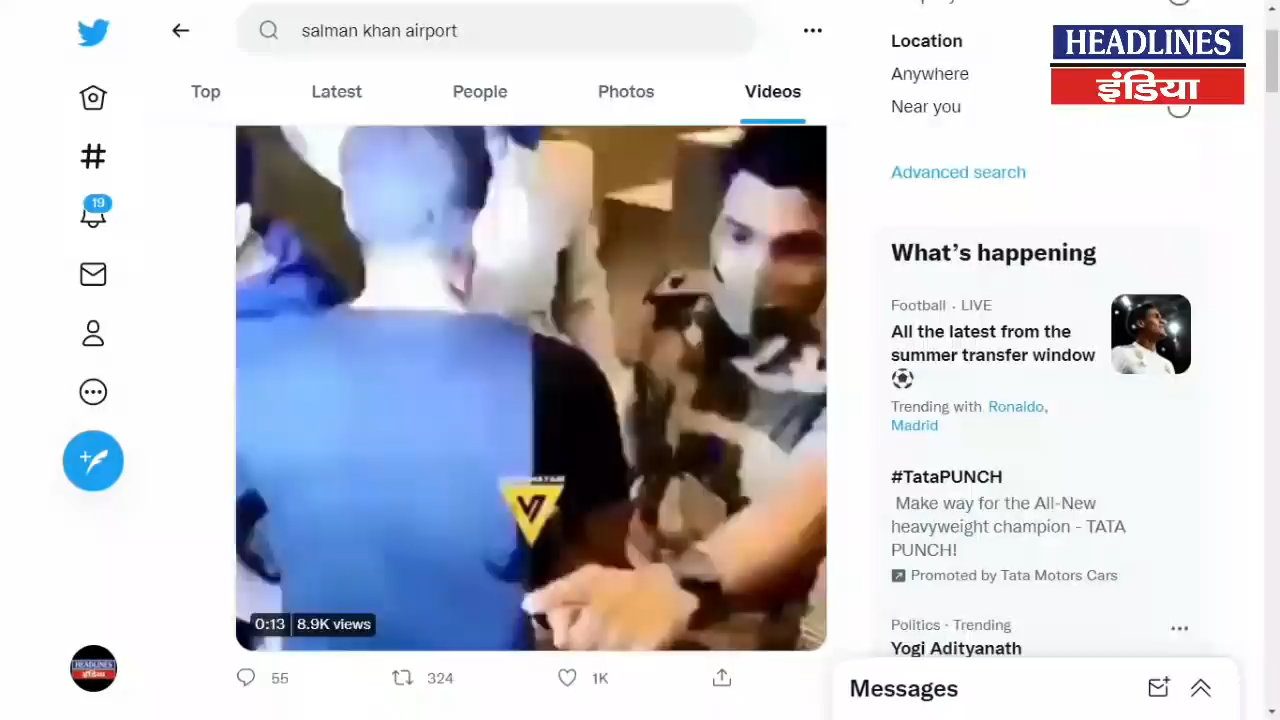 salman khan airport
Top
Latest
People
Photos
Videos
Location
Anywhere
Near you
Advanced search
HEADLINES
इंडिया
19
What's happening
Football · LIVE
All the latest from the
summer transfer window
Trending with Ronaldo,
Madrid
#TataPUNCH
Make way for the All-New
heavyweight champion - TATA
PUNCH!
Promoted by Tata Motors Cars
Politics · Trending
Yogi Adityanath
0:13 8.9K views
55
324
1K
HEADLINES
इंडिया
Messages